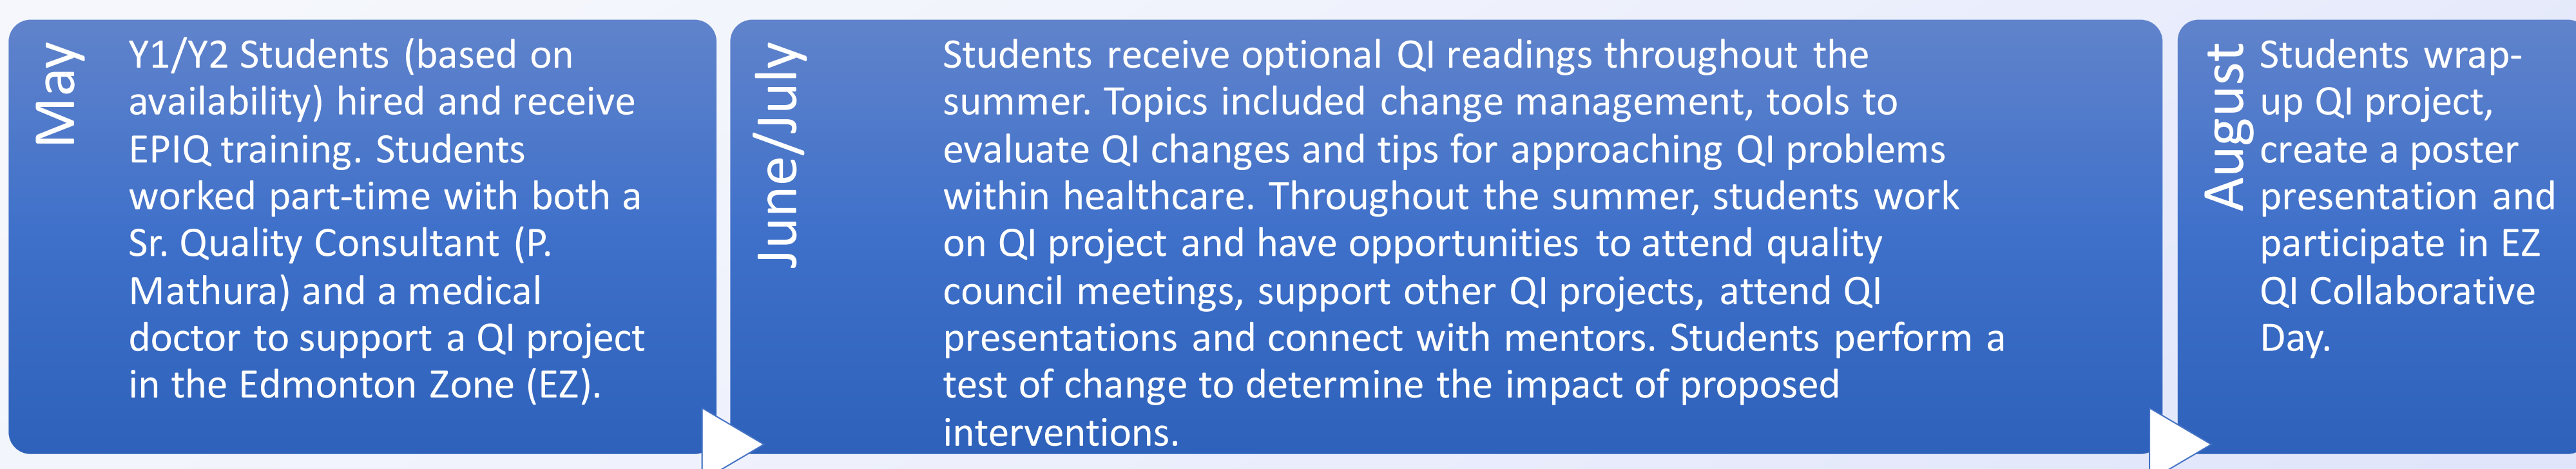 May
Y1/Y2 Students (based on
availability) hired and receive
EPIQ training. Students
worked part-time with both a
Sr. Quality Consultant (P.
Mathura) and a medical
doctor to support a QI project
in the Edmonton Zone (EZ).
June/July
Students receive optional QI readings throughout the
summer. Topics included change management, tools to
evaluate QI changes and tips for approaching QI problems
within healthcare. Throughout the summer, students work
on QI project and have opportunities to attend quality
council meetings, support other QI projects, attend QI
presentations and connect with mentors. Students perform a
test of change to determine the impact of proposed
interventions.
August
Students wrap-
up QI project,
create a poster
presentation and
participate in EZ
QI Collaborative
Day.